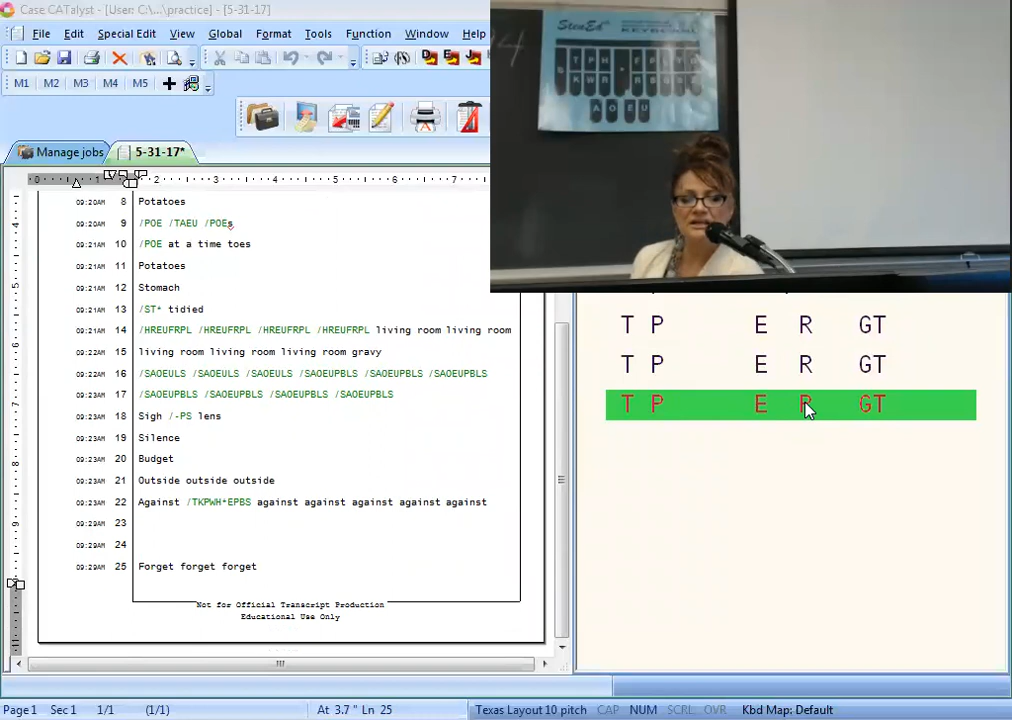 Case CATalyst - [User: C:\...\practice] - [5-31-17]
File Edit Special Edit View Global Format Tools Function Window Help
M1 M2 M3 M4 M5
Manage jobs 5-31-17*
StenEd
KEYBOARD
T P H F P L T D
S K W R R B G S
A O E U
09:20AM 8 Potatoes
09:20AM 9 /POE /TAEU /POEs
09:21AM 10 /POE at a time toes
09:21AM 11 Potatoes
09:21AM 12 Stomach
09:21AM 13 /ST* tidied
09:21AM 14 /HREUFRPL /HREUFRPL /HREUFRPL /HREUFRPL living room living room
09:22AM 15 living room living room living room gravy
09:22AM 16 /SAOEULS /SAOEULS /SAOEULS /SAOEUPBLS /SAOEUPBLS /SAOEUPBLS
09:23AM 17 /SAOEUPBLS /SAOEUPBLS /SAOEUPBLS /SAOEUPBLS
09:23AM 18 Sigh /-PS lens
09:23AM 19 Silence
09:23AM 20 Budget
09:23AM 21 Outside outside outside
09:23AM 22 Against /TKPWH*EPBS against against against against against
09:29AM 23
09:29AM 24
09:29AM 25 Forget forget forget
Not for Official Transcript Production
Educational Use Only
T P E R GT
T P E R GT
T P E R GT
Page 1 Sec 1 1/1 (1/1) At 3.7" Ln 25 Texas Layout 10 pitch CAP NUM SCRL OVR Kbd Map: Default